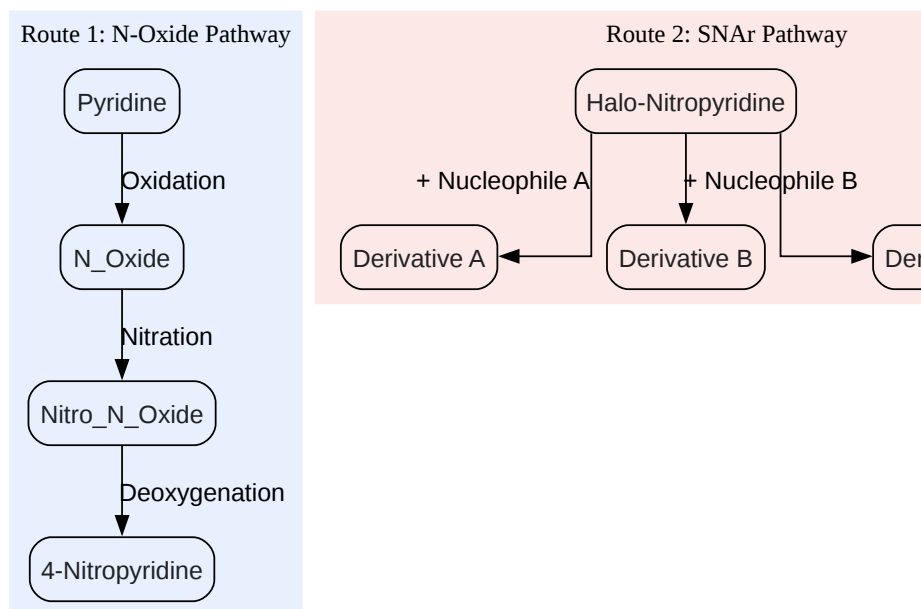 Route 1: N-Oxide Pathway
Pyridine
Oxidation
N_Oxide
Nitration
Nitro_N_Oxide
Deoxygenation
4-Nitropyridine
Route 2: SNAr Pathway
Halo-Nitropyridine
+ Nucleophile A
+ Nucleophile B
Derivative A
Derivative B